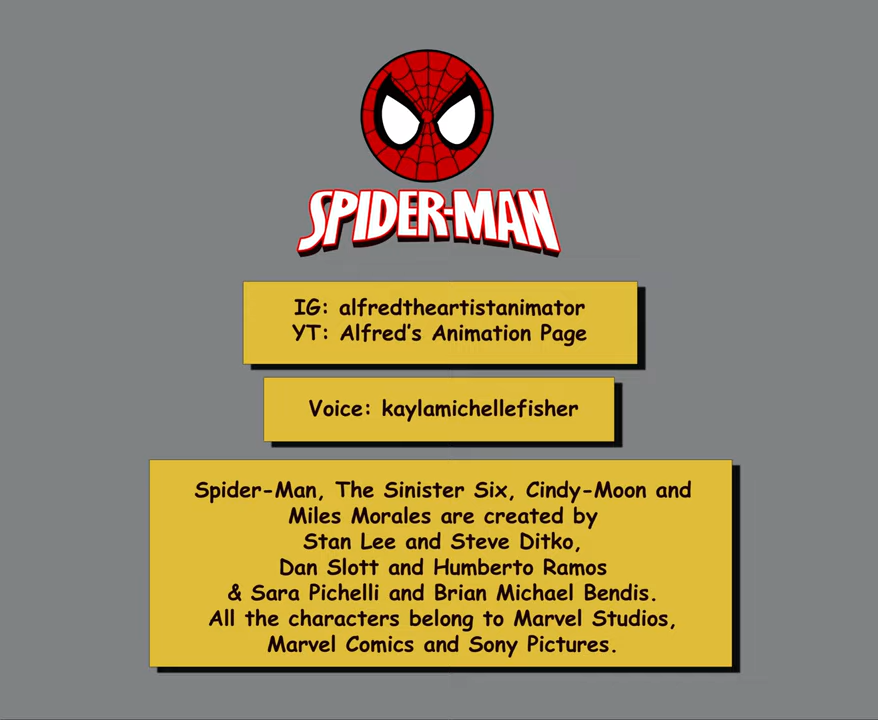 SPIDER-MAN
IG: alfredtheartistanimator
YT: Alfred's Animation Page
Voice: kaylamichellefisher
Spider-Man, The Sinister Six, Cindy-Moon and
Miles Morales are created by
Stan Lee and Steve Ditko,
Dan Slott and Humberto Ramos
& Sara Pichelli and Brian Michael Bendis.
All the characters belong to Marvel Studios,
Marvel Comics and Sony Pictures.